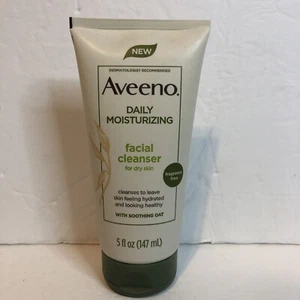 NEW
DERMATOLOGIST RECOMMENDED
Aveeno.
DAILY
MOISTURIZING
facial
cleanser
for dry skin
fragrance
free
cleanses to leave
skin feeling hydrated
and looking healthy
WITH SOOTHING OAT
5 fl oz (147 mL)